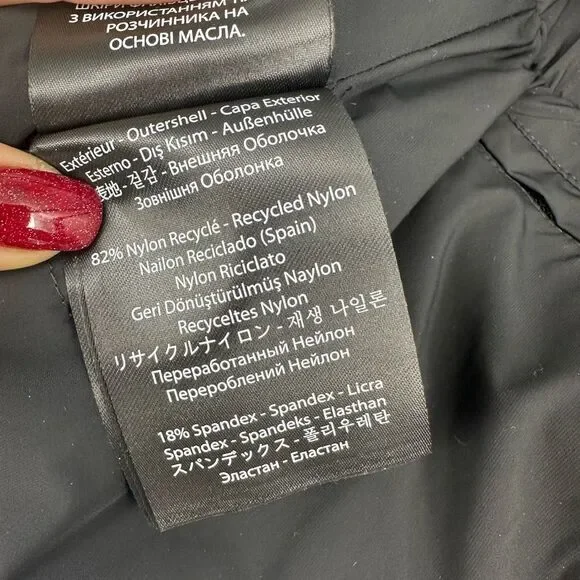 З ВИКОРИСТАННЯМ
РОЗЧИННИКА НА
ОСНОВІ МАСЛА.
Extérieur - Outershell - Capa Exterior
Esterno - Dış Kısım - Außenhülle
表地 - 겉감 - Внешняя Оболочка
Зовнішня Оболонка
82% Nylon Recyclé - Recycled Nylon
Nailon Reciclado (Spain)
Nylon Riciclato
Geri Dönüştürülmüş Naylon
Recyceltes Nylon
リサイクルナイロン - 재생 나일론
Переработанный Нейлон
Перероблений Нейлон
18% Spandex - Spandex - Licra
Spandex - Spandeks - Elasthan
スパンデックス - 폴리우레탄
Эластан - Еластан